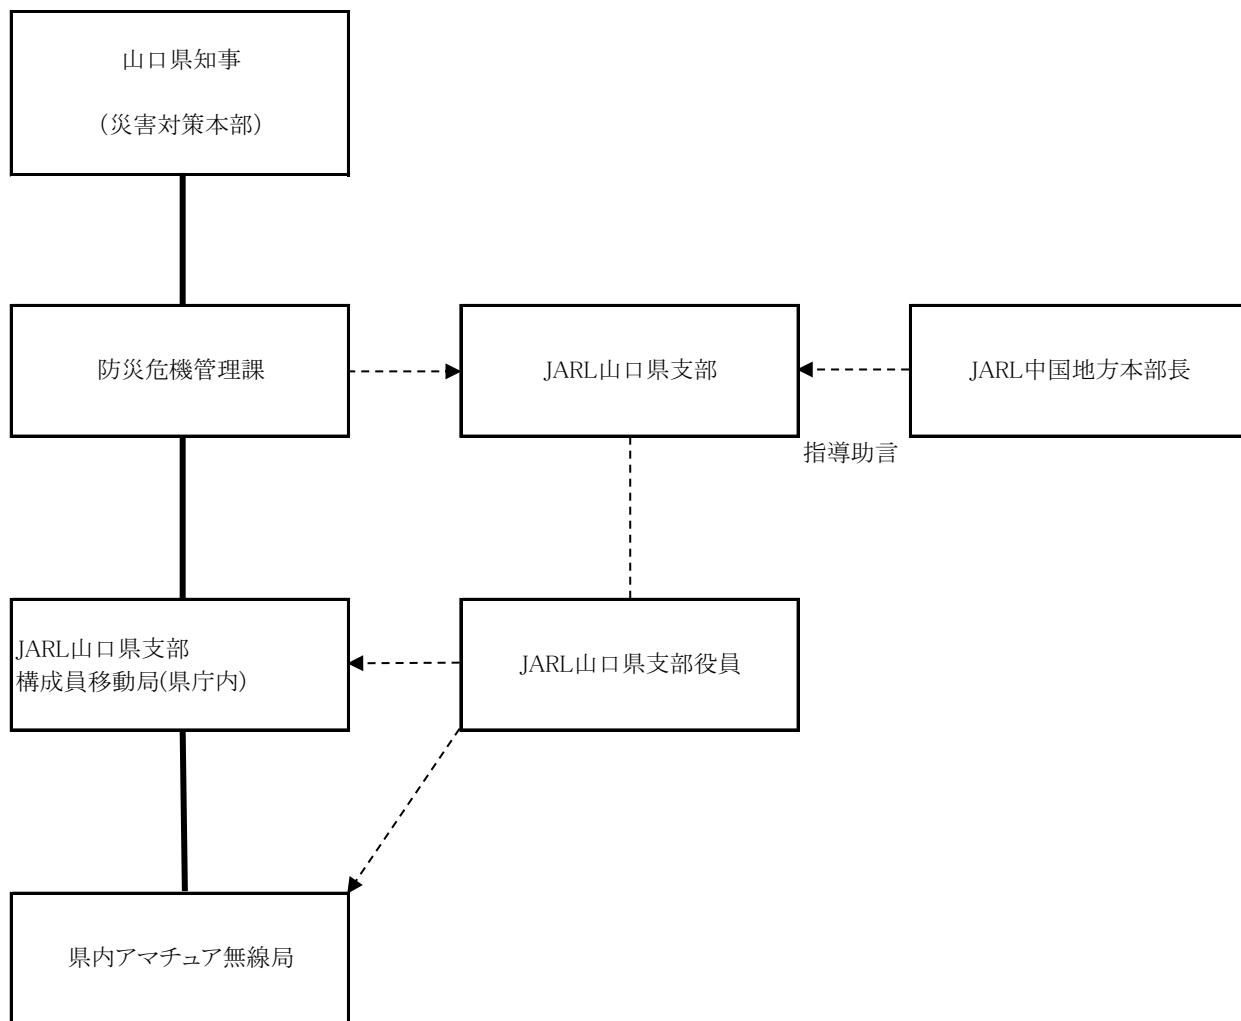 山口県知事
(災害対策本部)
防災危機管理課
JARL山口県支部
JARL中国地方本部長
指導助言
JARL山口県支部
構成員移動局(県庁内)
JARL山口県支部役員
県内アマチュア無線局